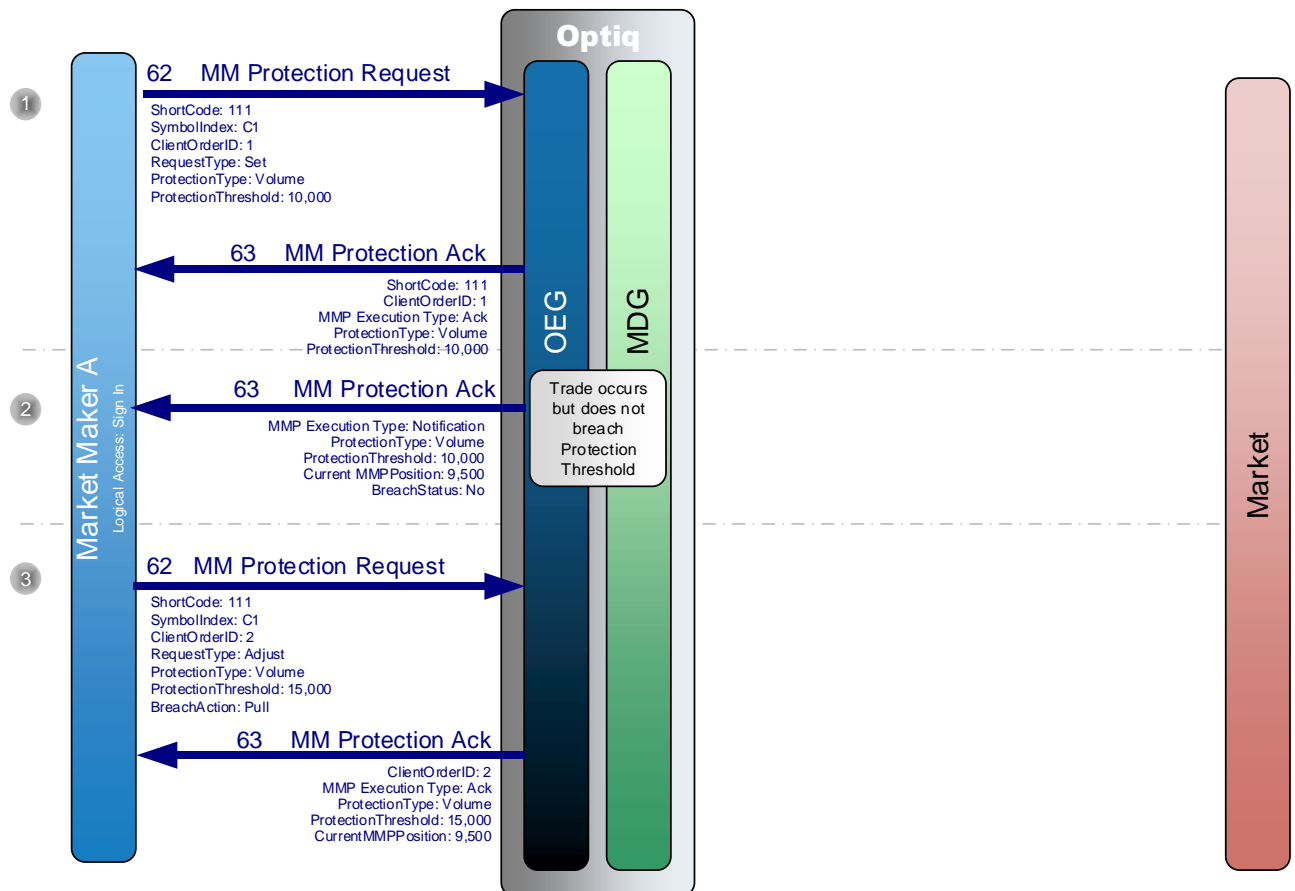 Optiq
1
62 MM Protection Request
ShortCode: 111
SymbolIndex: C1
ClientOrderID: 1
RequestType: Set
ProtectionType: Volume
ProtectionThreshold: 10,000
63 MM Protection Ack
ShortCode: 111
ClientOrderID: 1
MMP Execution Type: Ack
ProtectionType: Volume
ProtectionThreshold: 10,000
OEG
MDG
Market Maker A
Logical Access: Sign In
Market
2
63 MM Protection Ack
MMP Execution Type: Notification
ProtectionType: Volume
ProtectionThreshold: 10,000
Current MMPPosition: 9,500
BreachStatus: No
Trade occurs
but does not
breach
Protection
Threshold
3
62 MM Protection Request
ShortCode: 111
SymbolIndex: C1
ClientOrderID: 2
RequestType: Adjust
ProtectionType: Volume
ProtectionThreshold: 15,000
BreachAction: Pull
63 MM Protection Ack
ClientOrderID: 2
MMP Execution Type: Ack
ProtectionType: Volume
ProtectionThreshold: 15,000
CurrentMMPPosition: 9,500